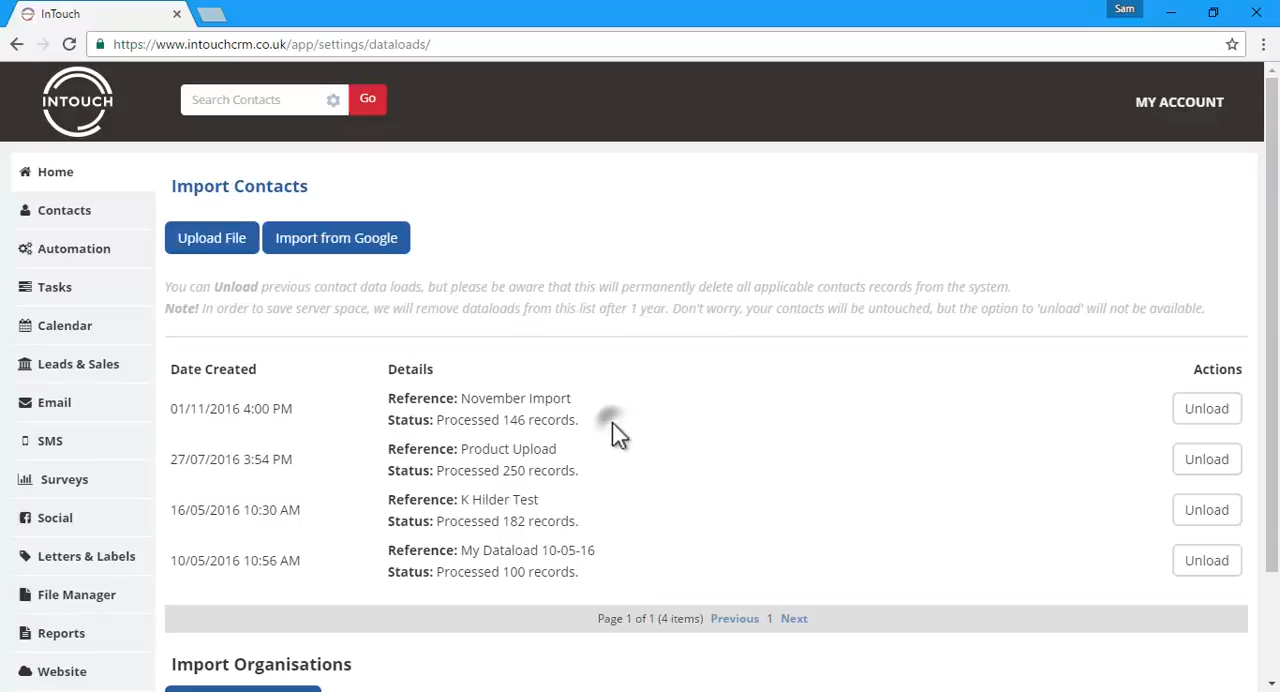 InTouch
Sam
https://www.intouchcrm.co.uk/app/settings/dataloads/
INTOUCH
Search Contacts
Go
MY ACCOUNT
Home
Contacts
Automation
Tasks
Calendar
Leads & Sales
Email
SMS
Surveys
Social
Letters & Labels
File Manager
Reports
Website
Import Contacts
Upload File
Import from Google
You can Unload previous contact data loads, but please be aware that this will permanently delete all applicable contacts records from the system.
Note! In order to save server space, we will remove dataloads from this list after 1 year. Don't worry, your contacts will be untouched, but the option to 'unload' will not be available.
Date Created Details Actions
01/11/2016 4:00 PM
Reference: November Import
Status: Processed 146 records.
Unload
27/07/2016 3:54 PM
Reference: Product Upload
Status: Processed 250 records.
Unload
16/05/2016 10:30 AM
Reference: K Hilder Test
Status: Processed 182 records.
Unload
10/05/2016 10:56 AM
Reference: My Dataload 10-05-16
Status: Processed 100 records.
Unload
Page 1 of 1 (4 items) Previous 1 Next
Import Organisations